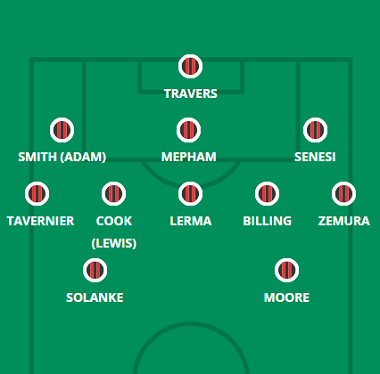 TRAVERS
SMITH (ADAM) MEPHAM SENESI
TAVERNIER COOK LERMA BILLING ZEMURA
(LEWIS)
SOLANKE MOORE